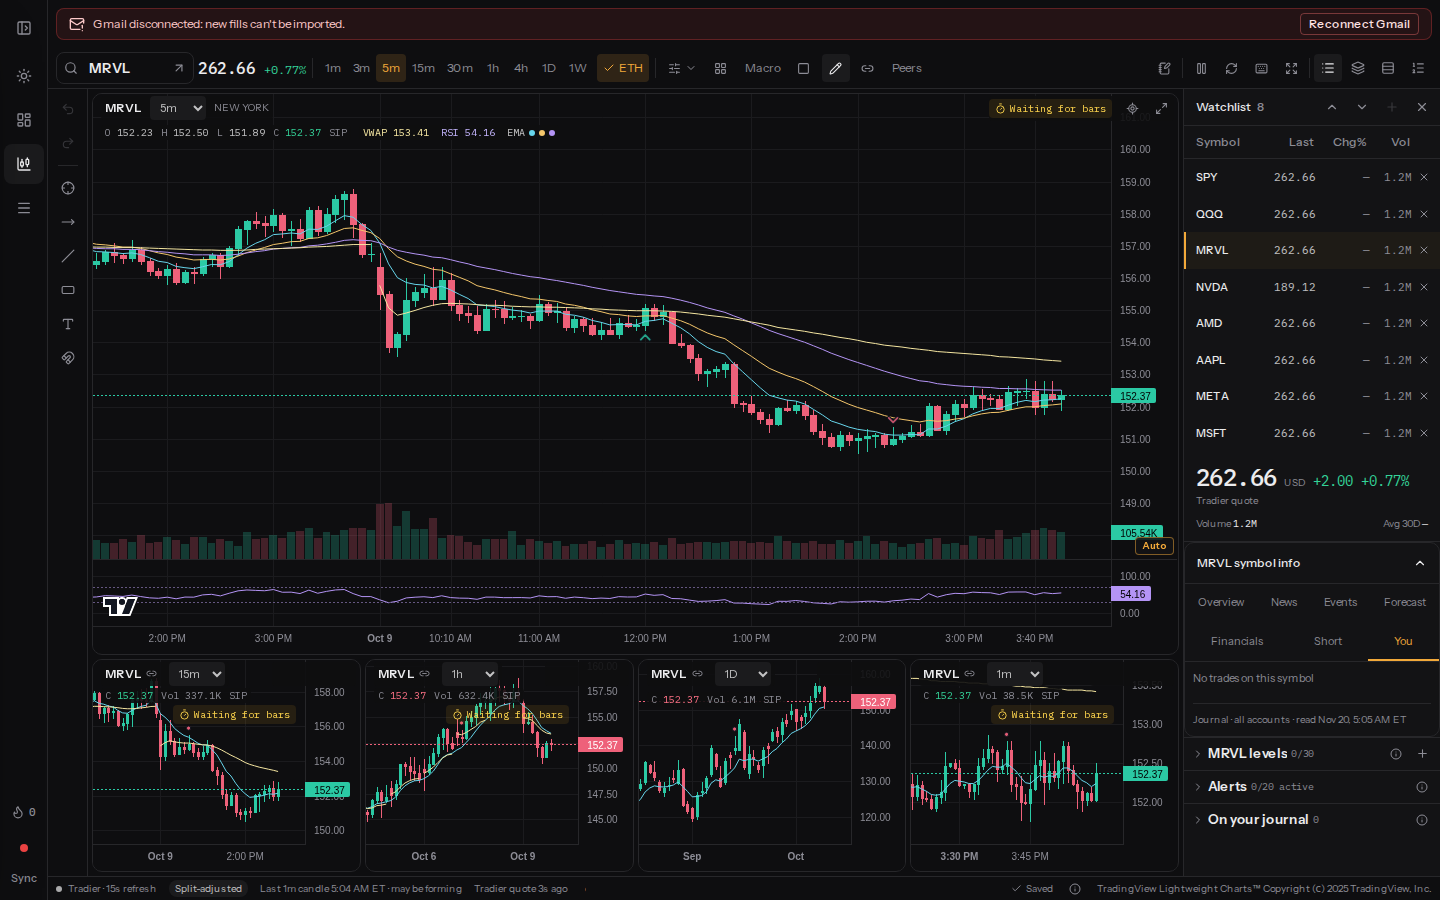 Gmail disconnected: new fills can't be imported.
Reconnect Gmail
MRVL
262.66 +0.77%
1m 3m 5m 15m 30m 1h 4h 1D 1W
ETH
Macro
Peers
MRVL 5m NEW YORK
Waiting for bars
O 152.23 H 152.50 L 151.89 C 152.37 SIP VWAP 153.41 RSI 54.16 EMA
160.00
159.00
158.00
157.00
156.00
155.00
154.00
153.00
152.37
152.00
151.00
150.00
149.00
105.54K
Auto
100.00
54.16
0.00
2:00 PM 3:00 PM Oct 9 10:10 AM 11:00 AM 12:00 PM 1:00 PM 2:00 PM 3:00 PM 3:40 PM
MRVL 15m
C 152.37 Vol 337.1K SIP
Waiting for bars
158.00
156.00
154.00
152.37
150.00
Oct 9 2:00 PM
MRVL 1h
C 152.37 Vol 632.4K SIP
Waiting for bars
157.50
155.00
152.37
150.00
147.50
145.00
Oct 6 Oct 9
MRVL 1D
C 152.37 Vol 6.1M SIP
152.37
150.00
140.00
130.00
120.00
Sep Oct
MRVL 1m
C 152.37 Vol 38.5K SIP
Waiting for bars
153.00
152.50
152.37
152.00
3:30 PM 3:45 PM
Watchlist 8
Symbol Last Chg% Vol
SPY 262.66 — 1.2M
QQQ 262.66 — 1.2M
MRVL 262.66 — 1.2M
NVDA 189.12 — 1.2M
AMD 262.66 — 1.2M
AAPL 262.66 — 1.2M
META 262.66 — 1.2M
MSFT 262.66 — 1.2M
262.66 USD +2.00 +0.77%
Tradier quote
Volume 1.2M Avg 30D —
MRVL symbol info
Overview News Events Forecast
Financials Short You
No trades on this symbol
Journal · all accounts · read Nov 20, 5:05 AM ET
MRVL levels 0/30
Alerts 0/20 active
On your journal 0
0
Sync
Tradier · 15s refresh
Split-adjusted
Last 1m candle 5:04 AM ET · may be forming
Tradier quote 3s ago
Saved
TradingView Lightweight Charts™ Copyright (c) 2025 TradingView, Inc.